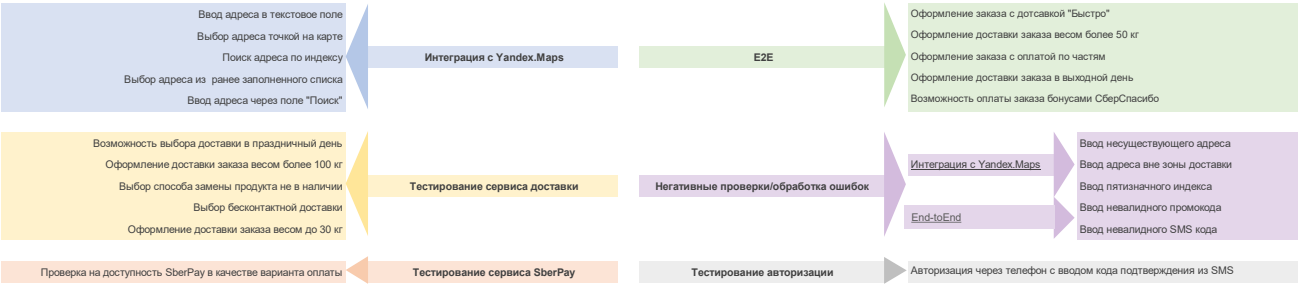 Ввод адреса в текстовое поле
Выбор адреса точкой на карте
Поиск адреса по индексу
Выбор адреса из ранее заполненного списка
Ввод адреса через поле "Поиск"
Интеграция с Yandex.Maps
E2E
Оформление заказа с дотсавкой "Быстро"
Оформление доставки заказа весом более 50 кг
Оформление заказа с оплатой по частям
Оформление доставки заказа в выходной день
Возможность оплаты заказа бонусами СберСпасибо
Возможность выбора доставки в праздничный день
Оформление доставки заказа весом более 100 кг
Выбор способа замены продукта не в наличии
Выбор бесконтактной доставки
Оформление доставки заказа весом до 30 кг
Тестирование сервиса доставки
Негативные проверки/обработка ошибок
Интеграция с Yandex.Maps
End-toEnd
Ввод несуществующего адреса
Ввод адреса вне зоны доставки
Ввод пятизначного индекса
Ввод невалидного промокода
Ввод невалидного SMS кода
Проверка на доступность SberPay в качестве варианта оплаты
Тестирование сервиса SberPay
Тестирование авторизации
Авторизация через телефон с вводом кода подтверждения из SMS